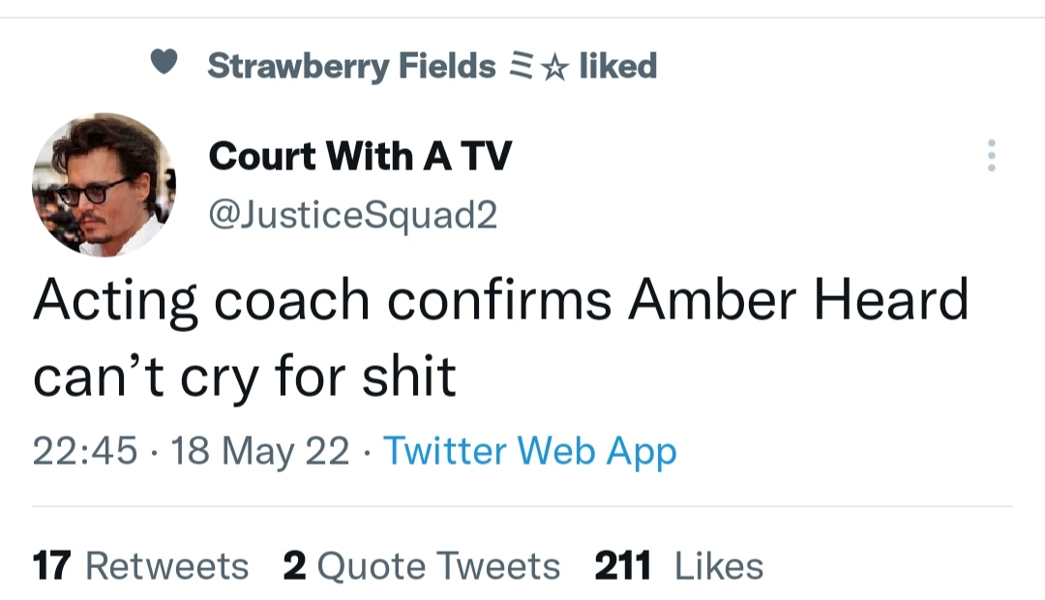 Strawberry Fields ミ☆ liked
Court With A TV
@JusticeSquad2
Acting coach confirms Amber Heard
can’t cry for shit
22:45 · 18 May 22 · Twitter Web App
17 Retweets 2 Quote Tweets 211 Likes